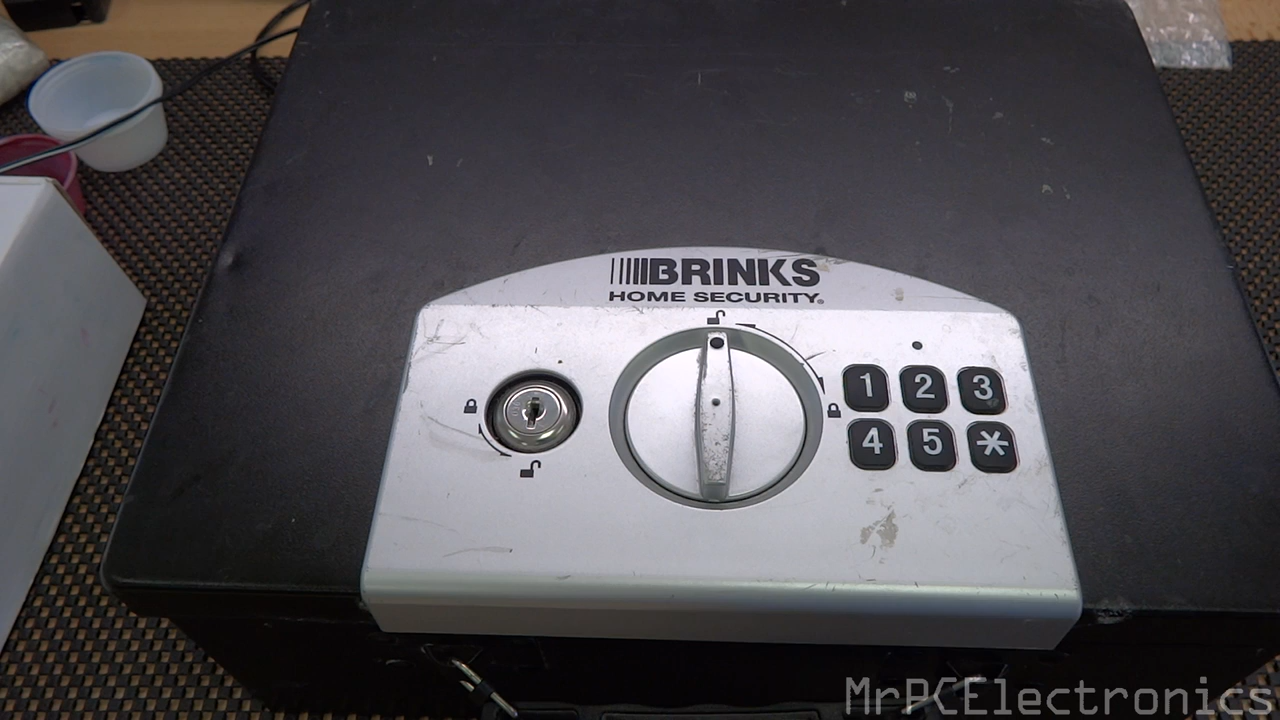 BRINKS
HOME SECURITY®
1 2 3
4 5 *
MrPCElectronics